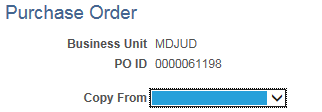 Purchase Order
Business Unit MDJUD
PO ID 0000061198
Copy From